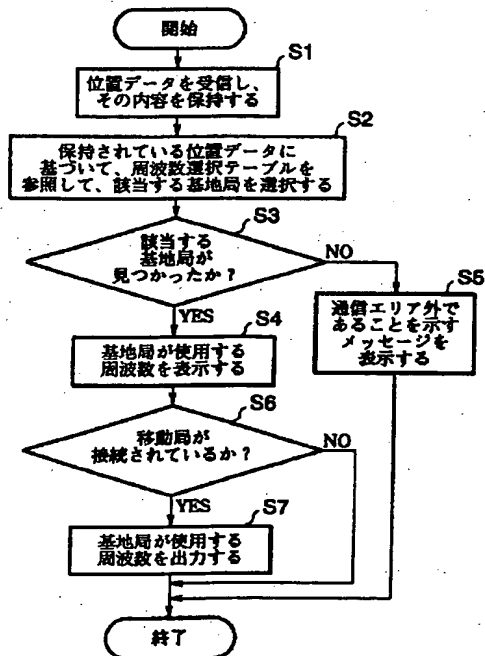 開始
S1
位置データを受信し、
その内容を保持する
S2
保持されている位置データに
基づいて、周波数選択テーブルを
参照して、該当する基地局を選択する
S3
該当する
基地局が
見つかったか？
NO
YES
S5
通信エリア外で
あることを示す
メッセージを
表示する
S4
基地局が使用する
周波数を表示する
S6
移動局が
接続されているか？
NO
YES
S7
基地局が使用する
周波数を出力する
終了